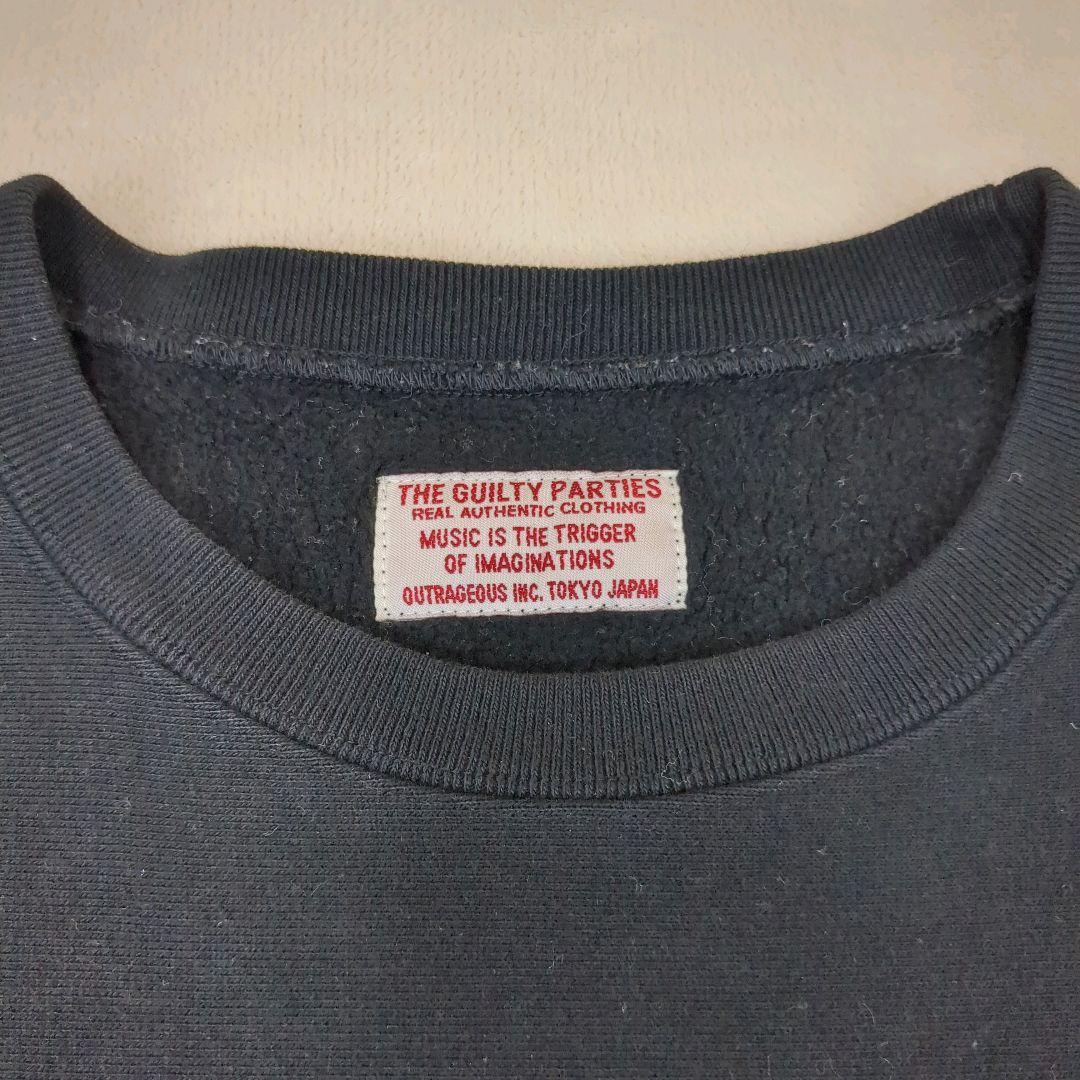 THE GUILTY PARTIES
REAL AUTHENTIC CLOTHING
MUSIC IS THE TRIGGER
OF IMAGINATIONS
OUTRAGEOUS INC. TOKYO JAPAN